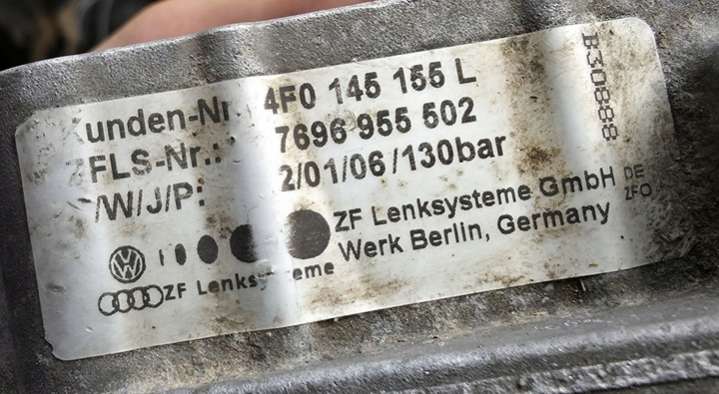 Kunden-Nr. 4F0 145 155 L
ZFLS-Nr.: 7696 955 502
/W/J/P: 2/01/06/130bar
ZF Lenksysteme GmbH
Werk Berlin, Germany
ZF Lenksysteme
B30888
DE
ZFO